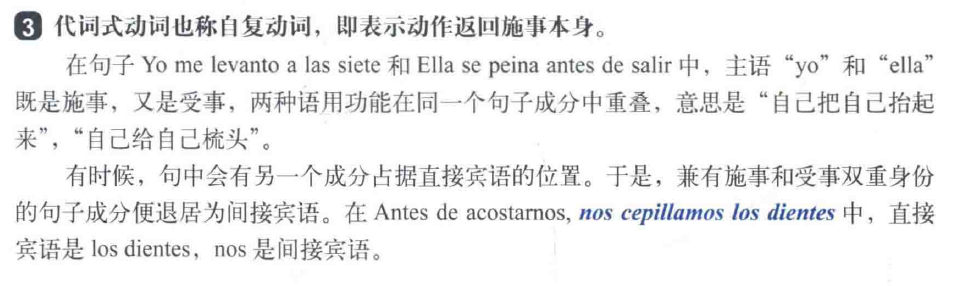 3 代词式动词也称自复动词，即表示动作返回施事本身。
在句子 Yo me levanto a las siete 和 Ella se peina antes de salir 中，主语“yo”和“ella”
既是施事，又是受事，两种语用功能在同一个句子成分中重叠，意思是“自己把自己抬起
来”，“自己给自己梳头”。
有时候，句中会有另一个成分占据直接宾语的位置。于是，兼有施事和受事双重身份
的句子成分便退居为间接宾语。在 Antes de acostarnos, nos cepillamos los dientes 中，直接
宾语是 los dientes，nos 是间接宾语。